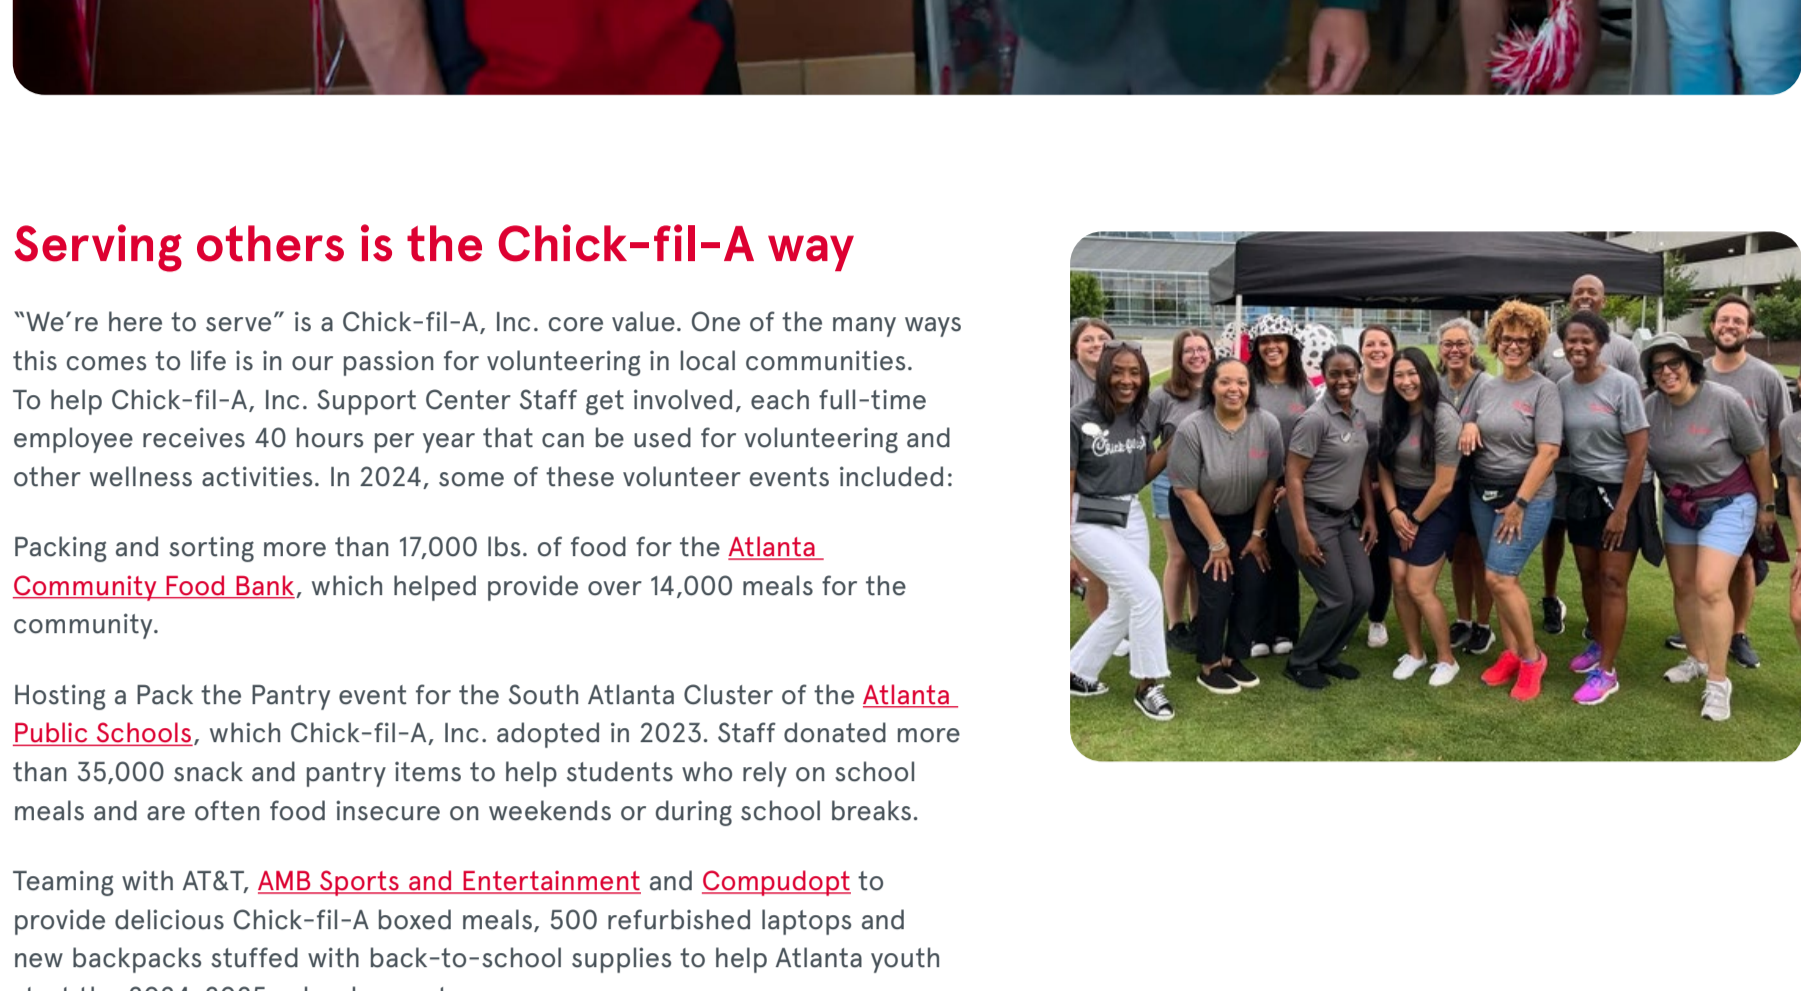 Serving others is the Chick-fil-A way
“We’re here to serve” is a Chick-fil-A, Inc. core value. One of the many ways
this comes to life is in our passion for volunteering in local communities.
To help Chick-fil-A, Inc. Support Center Staff get involved, each full-time
employee receives 40 hours per year that can be used for volunteering and
other wellness activities. In 2024, some of these volunteer events included:
Packing and sorting more than 17,000 lbs. of food for the Atlanta
Community Food Bank, which helped provide over 14,000 meals for the
community.
Hosting a Pack the Pantry event for the South Atlanta Cluster of the Atlanta
Public Schools, which Chick-fil-A, Inc. adopted in 2023. Staff donated more
than 35,000 snack and pantry items to help students who rely on school
meals and are often food insecure on weekends or during school breaks.
Teaming with AT&T, AMB Sports and Entertainment and Compudopt to
provide delicious Chick-fil-A boxed meals, 500 refurbished laptops and
new backpacks stuffed with back-to-school supplies to help Atlanta youth
Chick-fil-A